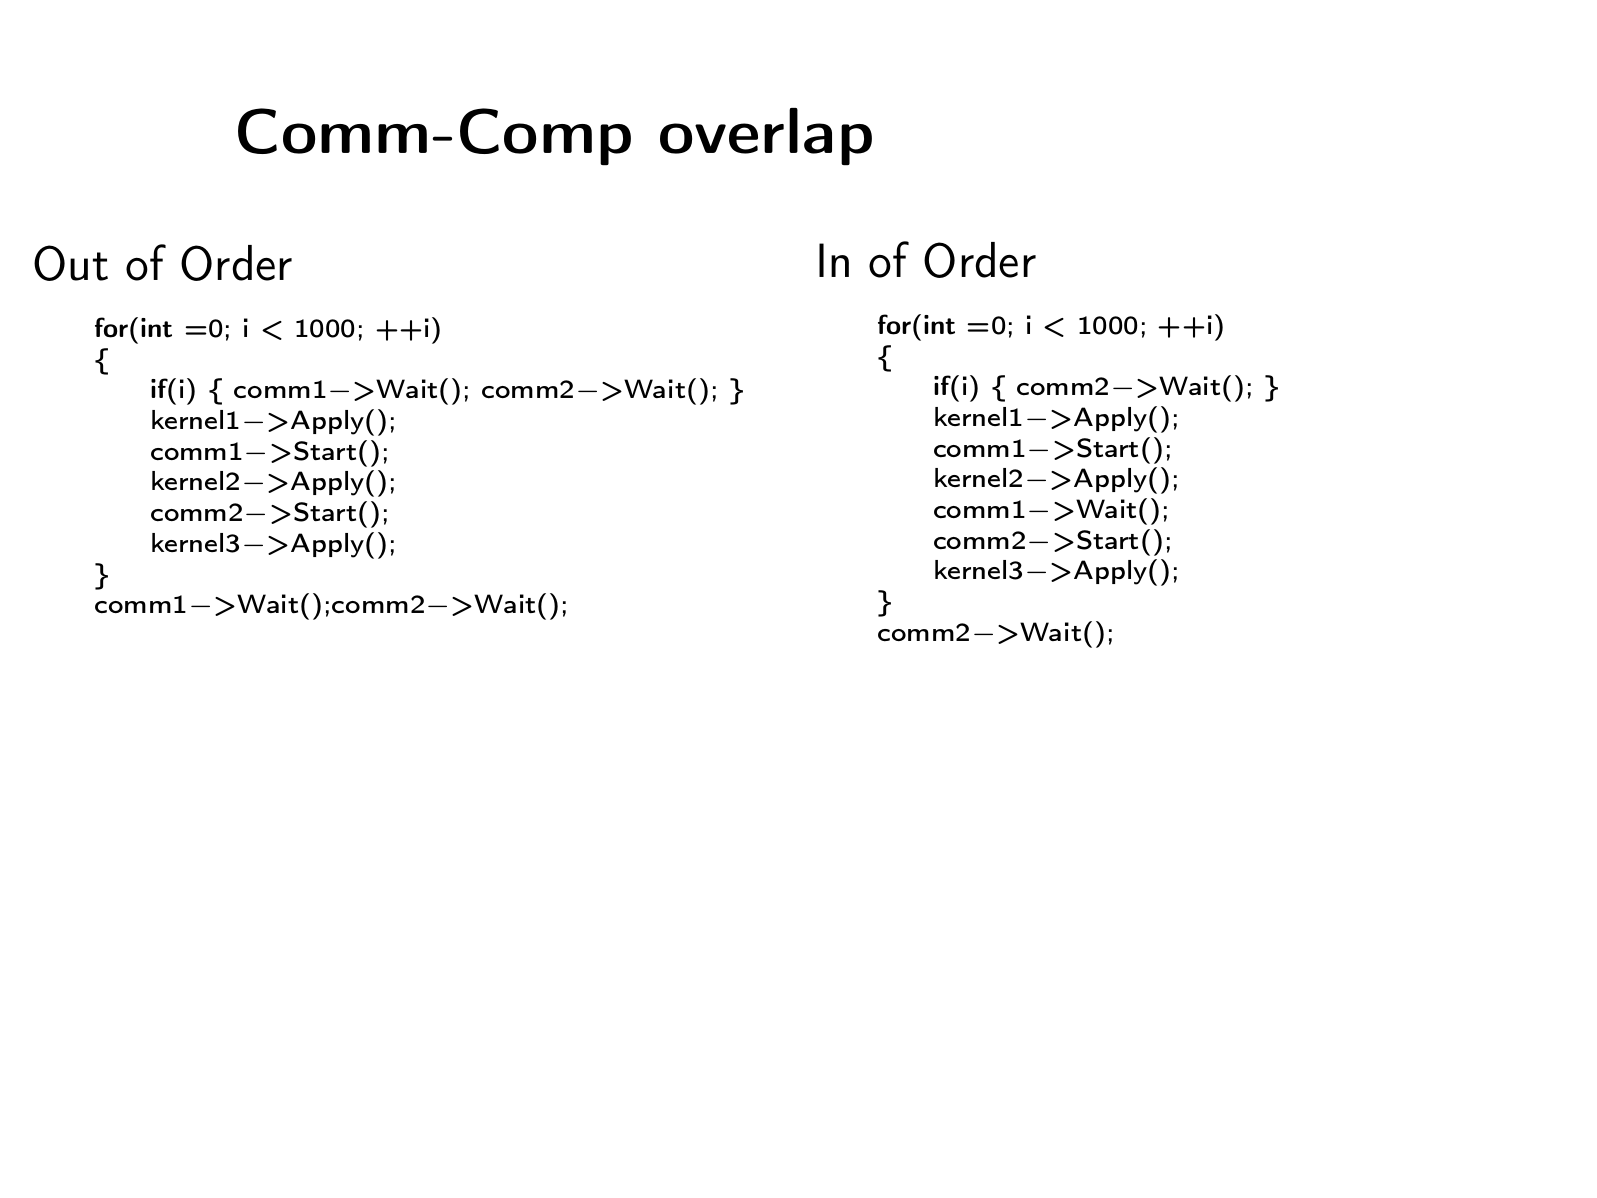 Comm-Comp overlap
Out of Order
for(int =0; i < 1000; ++i)
{
if(i) { comm1->Wait(); comm2->Wait(); }
kernel1->Apply();
comm1->Start();
kernel2->Apply();
comm2->Start();
kernel3->Apply();
}
comm1->Wait();comm2->Wait();
In of Order
for(int =0; i < 1000; ++i)
{
if(i) { comm2->Wait(); }
kernel1->Apply();
comm1->Start();
kernel2->Apply();
comm1->Wait();
comm2->Start();
kernel3->Apply();
}
comm2->Wait();